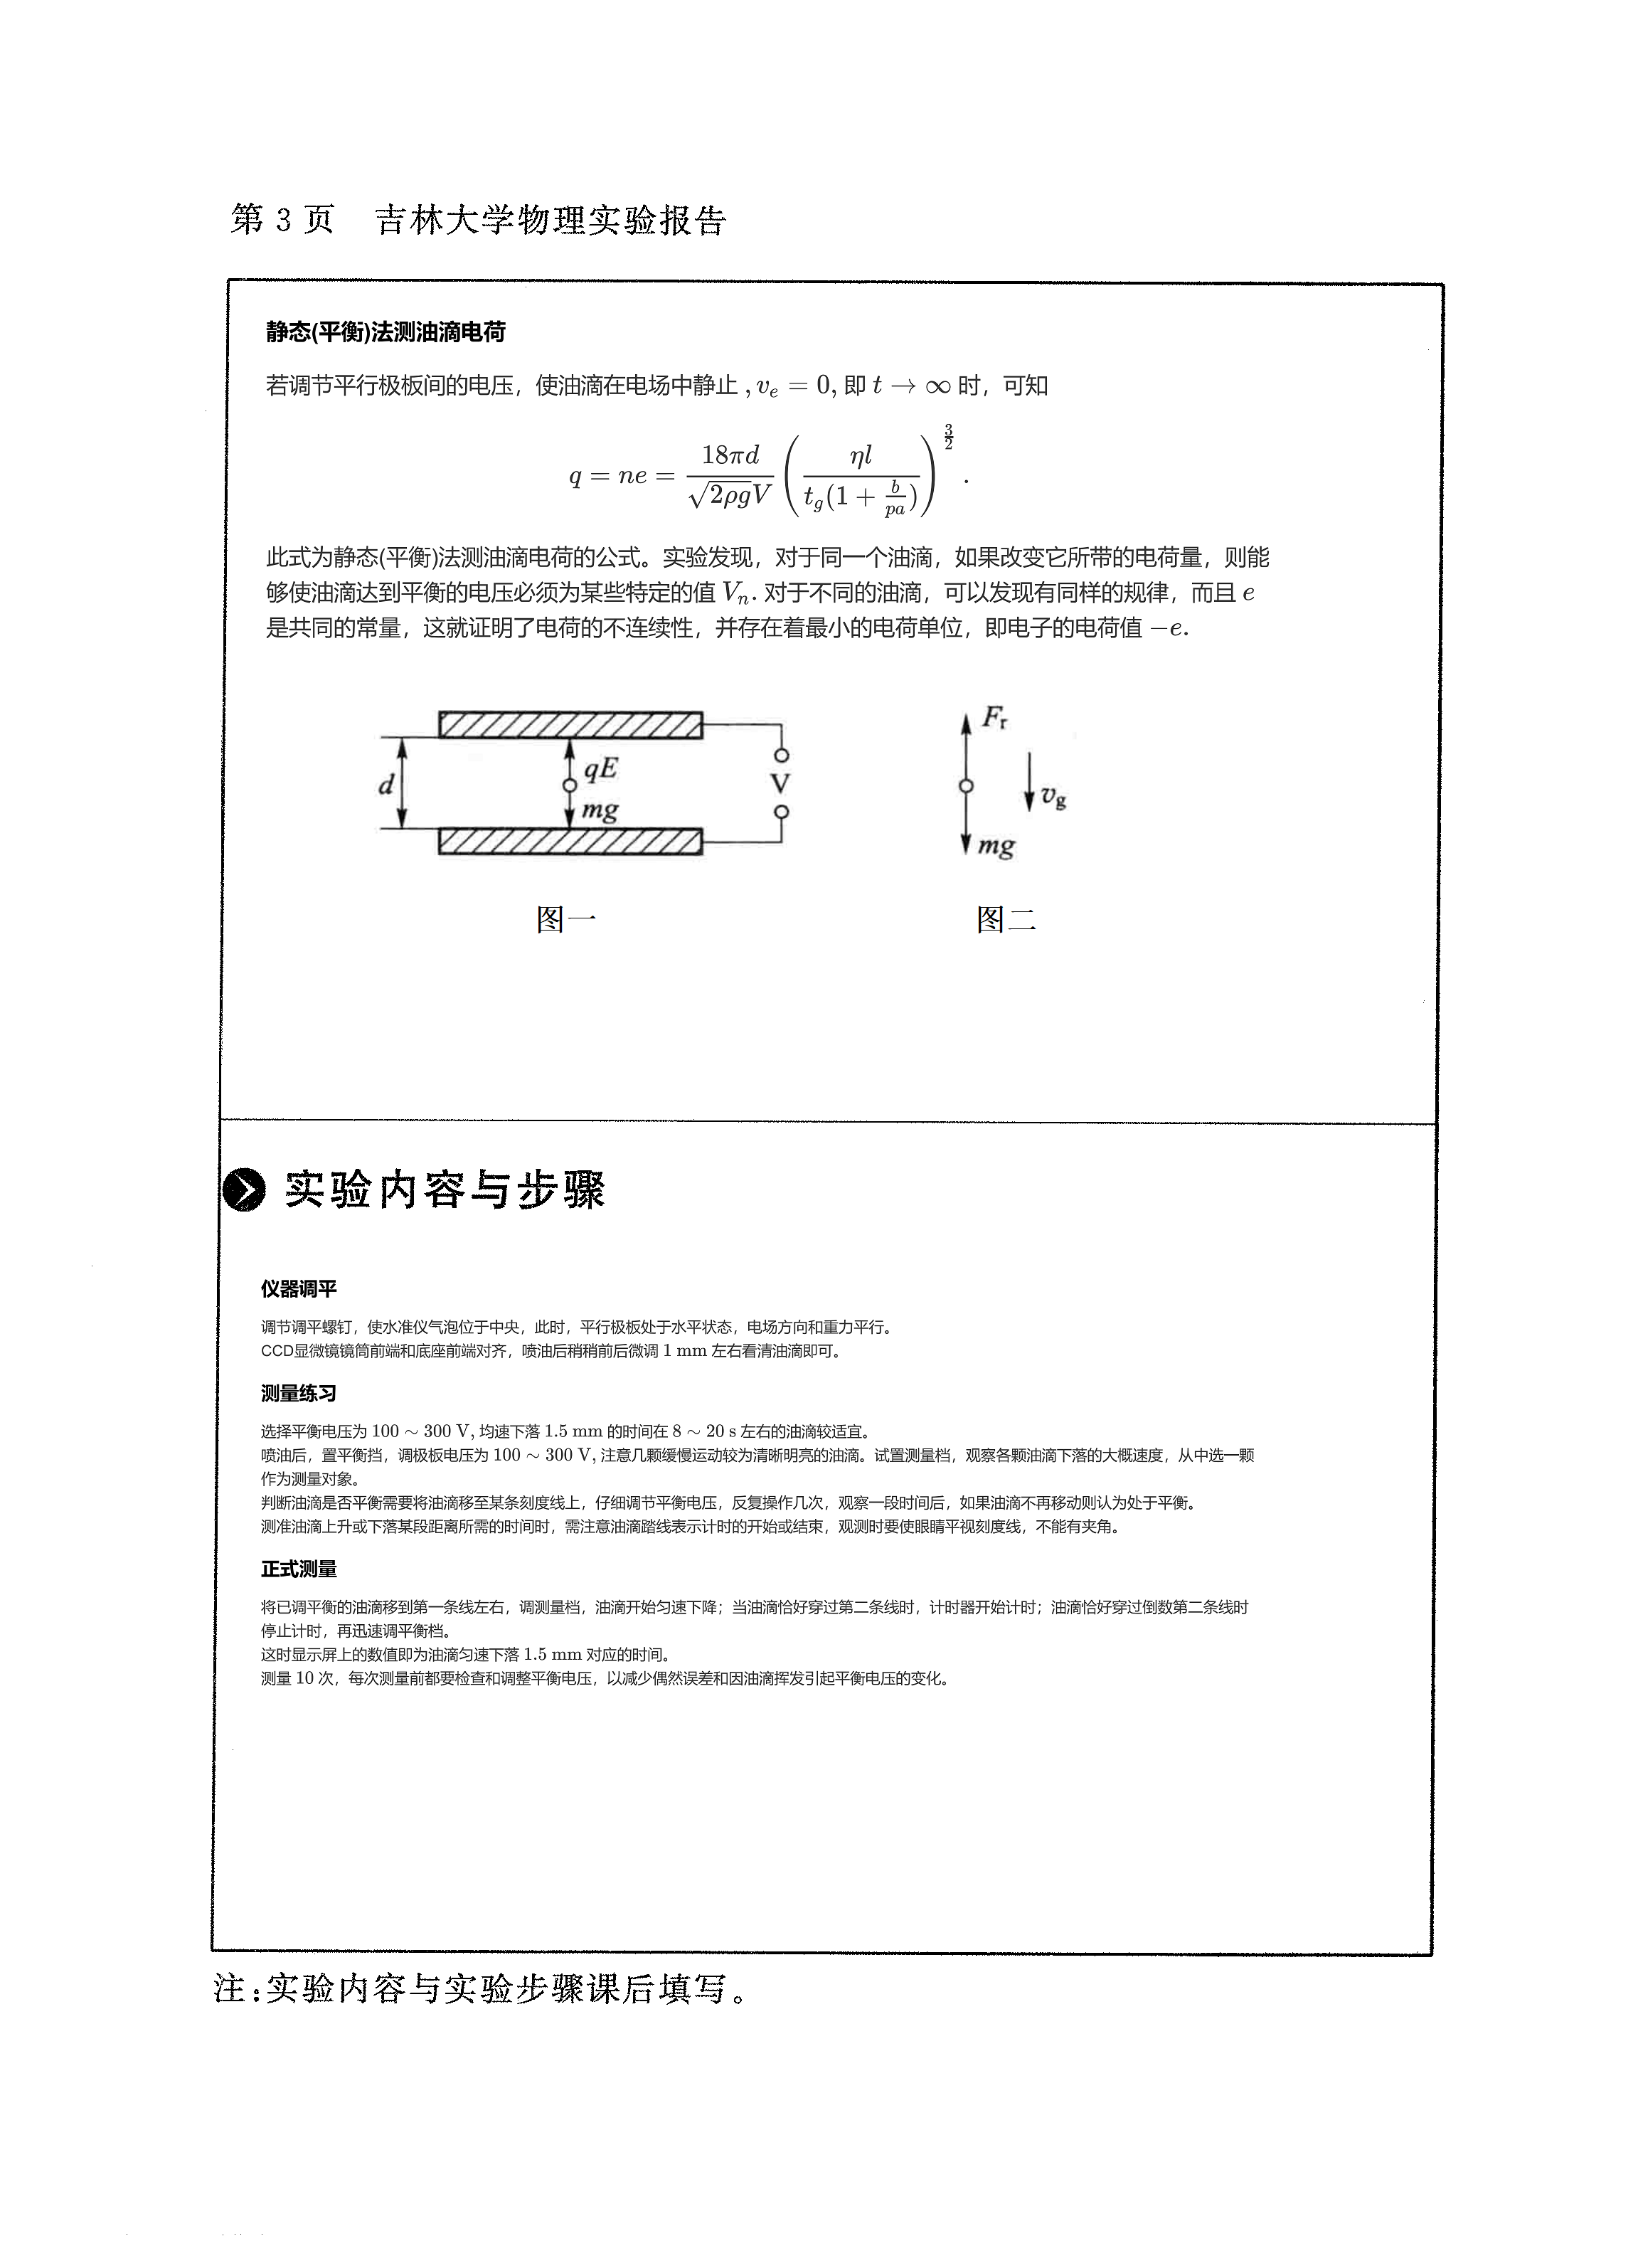 第 3 页 吉林大学物理实验报告
静态(平衡)法测油滴电荷
若调节平行极板间的电压，使油滴在电场中静止 , $v_e = 0$, 即 $t \to \infty$ 时，可知
$q = ne = \frac{18\pi d}{\sqrt{2\rho g}V} \left( \frac{\eta l}{t_g(1 + \frac{b}{pa})} \right)^{\frac{3}{2}}.$
此式为静态(平衡)法测油滴电荷的公式。实验发现，对于同一个油滴，如果改变它所带的电荷量，则能
够使油滴达到平衡的电压必须为某些特定的值 $V_n$. 对于不同的油滴，可以发现有同样的规律，而且 $e$
是共同的常量，这就证明了电荷的不连续性，并存在着最小的电荷单位，即电子的电荷值 $-e$.
d
qE
mg
V
图一
$F_r$
$v_g$
mg
图二
实验内容与步骤
仪器调平
调节调平螺钉，使水准仪气泡位于中央，此时，平行极板处于水平状态，电场方向和重力平行。
CCD显微镜镜筒前端和底座前端对齐，喷油后稍稍前后微调 1 mm 左右看清油滴即可。
测量练习
选择平衡电压为 100 ～ 300 V, 均速下落 1.5 mm 的时间在 8 ～ 20 s 左右的油滴较适宜。
喷油后，置平衡挡，调极板电压为 100 ～ 300 V, 注意几颗缓慢运动较为清晰明亮的油滴。试置测量档，观察各颗油滴下落的大概速度，从中选一颗
作为测量对象。
判断油滴是否平衡需要将油滴移至某条刻度线上，仔细调节平衡电压，反复操作几次，观察一段时间后，如果油滴不再移动则认为处于平衡。
测准油滴上升或下落某段距离所需的时间时，需注意油滴踏线表示计时的开始或结束，观测时要使眼睛平视刻度线，不能有夹角。
正式测量
将已调平衡的油滴移到第一条线左右，调测量档，油滴开始匀速下降；当油滴恰好穿过第二条线时，计时器开始计时；油滴恰好穿过倒数第二条线时
停止计时，再迅速调平衡档。
这时显示屏上的数值即为油滴匀速下落 1.5 mm 对应的时间。
测量 10 次，每次测量前都要检查和调整平衡电压，以减少偶然误差和因油滴挥发引起平衡电压的变化。
注:实验内容与实验步骤课后填写。